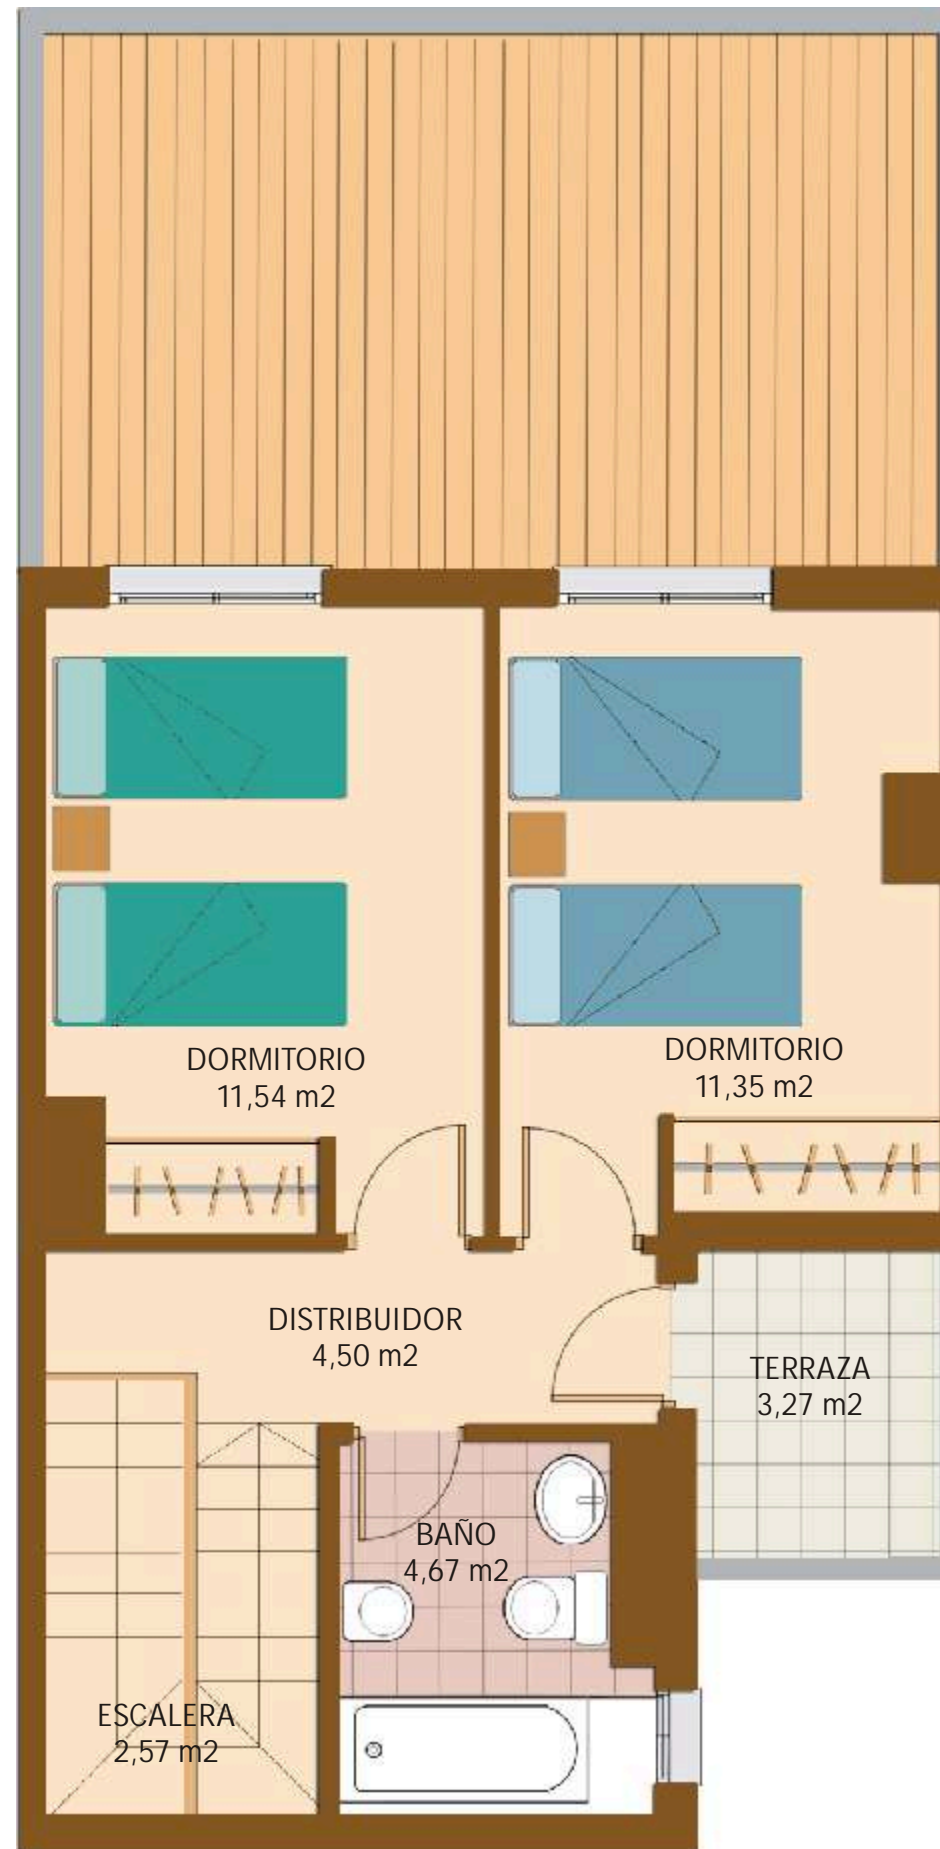 DORMITORIO
11,54 m2
DORMITORIO
11,35 m2
DISTRIBUIDOR
4,50 m2
TERRAZA
3,27 m2
BAÑO
4,67 m2
ESCALERA
2,57 m2